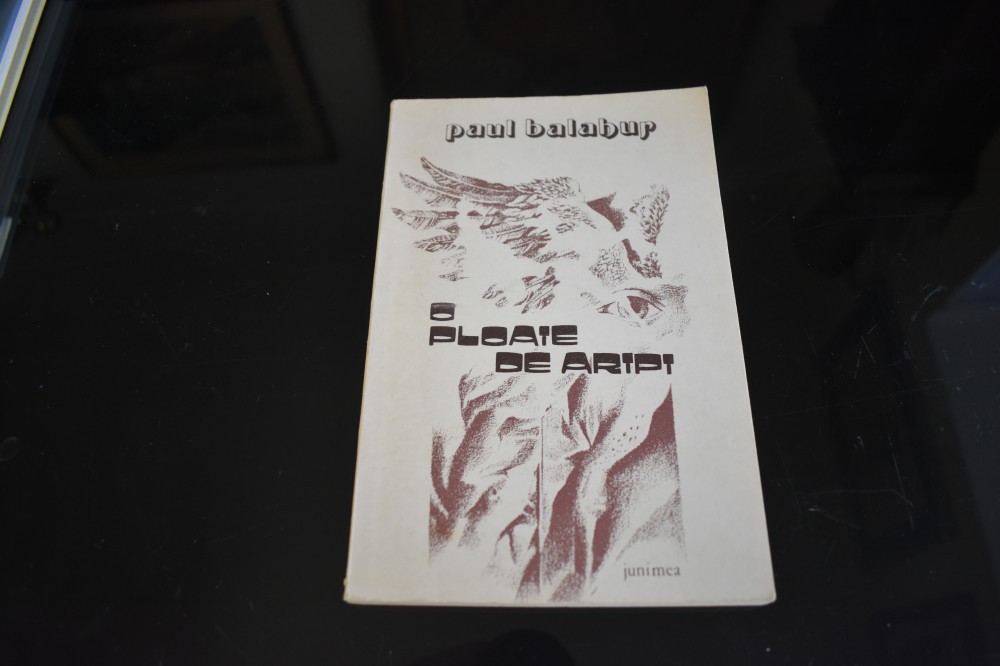 paul balahur
O
PLOAIE
DE ARIPI
junimea